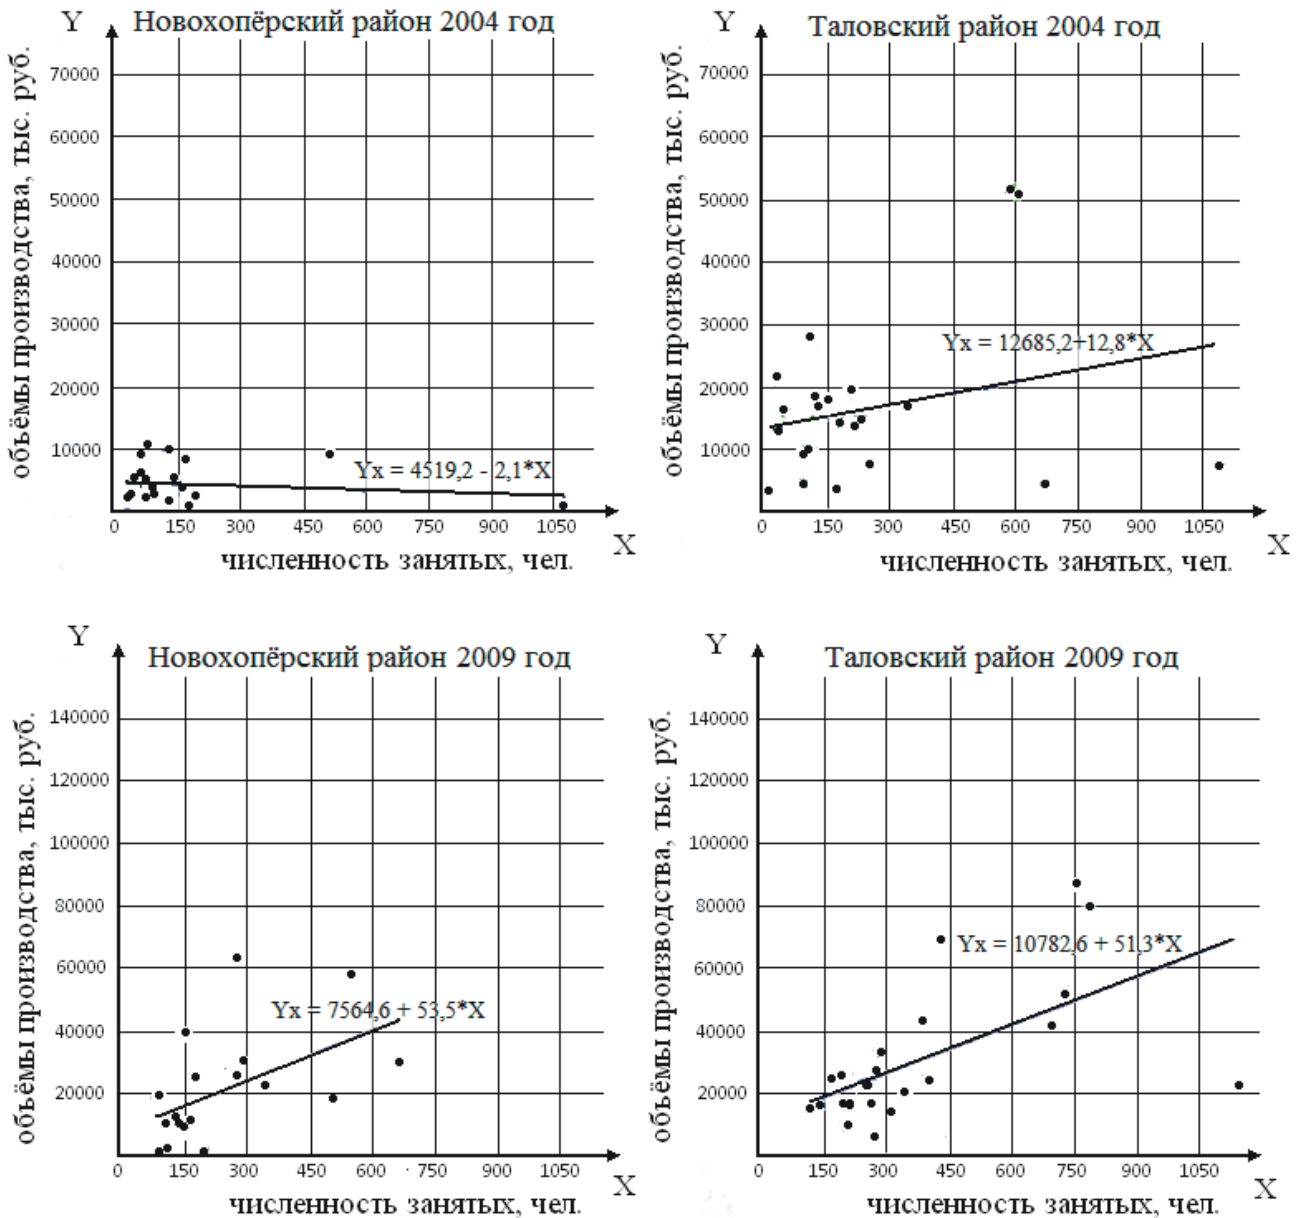 Y
Новохопёрский район 2004 год
объёмы производства, тыс. руб.
70000
60000
50000
40000
30000
20000
10000
Yx = 4519,2 - 2,1*X
0 150 300 450 600 750 900 1050
X
численность занятых, чел.
Y
Таловский район 2004 год
объёмы производства, тыс. руб.
70000
60000
50000
40000
30000
20000
10000
Yx = 12685,2+12,8*X
0 150 300 450 600 750 900 1050
X
численность занятых, чел.
Y
Новохопёрский район 2009 год
объёмы производства, тыс. руб.
140000
120000
100000
80000
60000
40000
20000
Yx = 7564,6 + 53,5*X
0 150 300 450 600 750 900 1050
X
численность занятых, чел.
Y
Таловский район 2009 год
объёмы производства, тыс. руб.
140000
120000
100000
80000
60000
40000
20000
Yx = 10782,6 + 51,3*X
0 150 300 450 600 750 900 1050
X
численность занятых, чел.